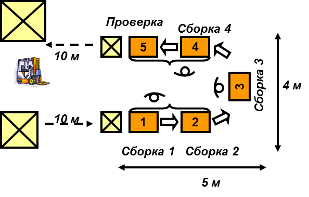 Проверка
Сборка 4
10 м
5
4
3
Сборка 3
4 м
10 м
1
2
Сборка 1
Сборка 2
5 м